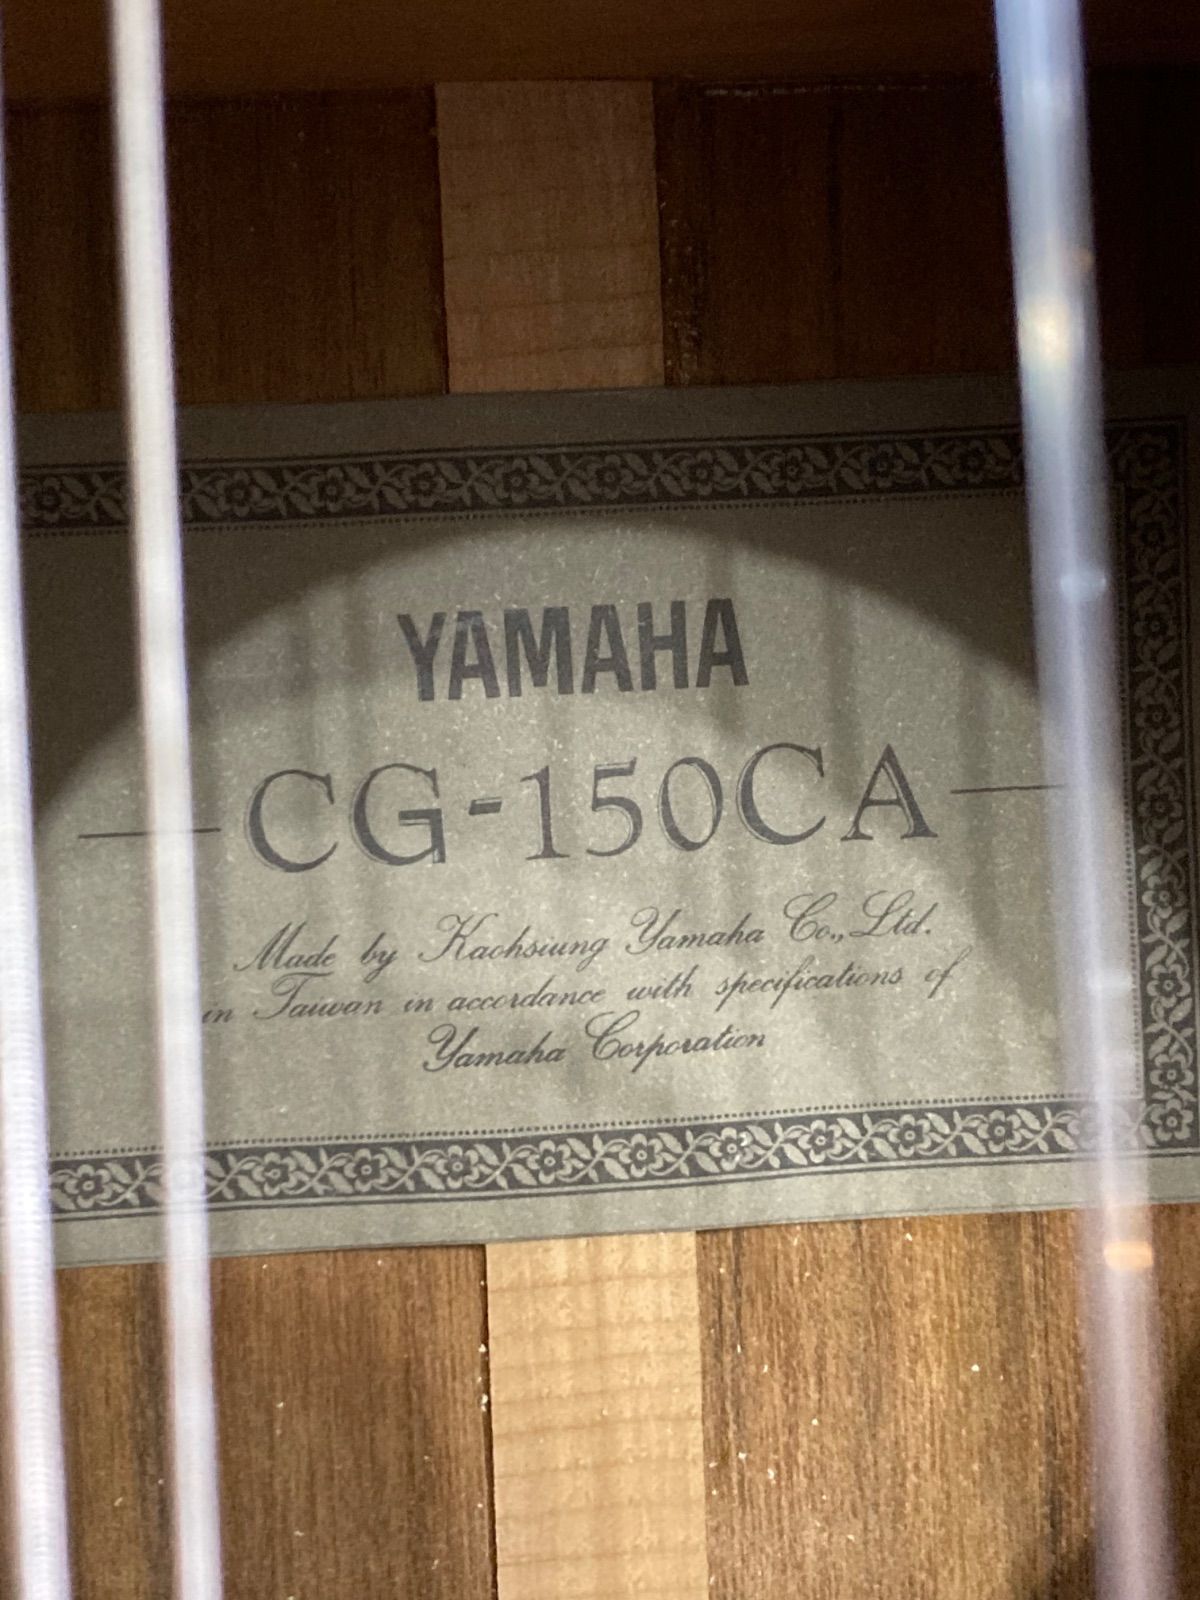 YAMAHA
CG-150CA
Made by Kaohsiung Yamaha Co., Ltd.
in Taiwan in accordance with specifications of
Yamaha Corporation